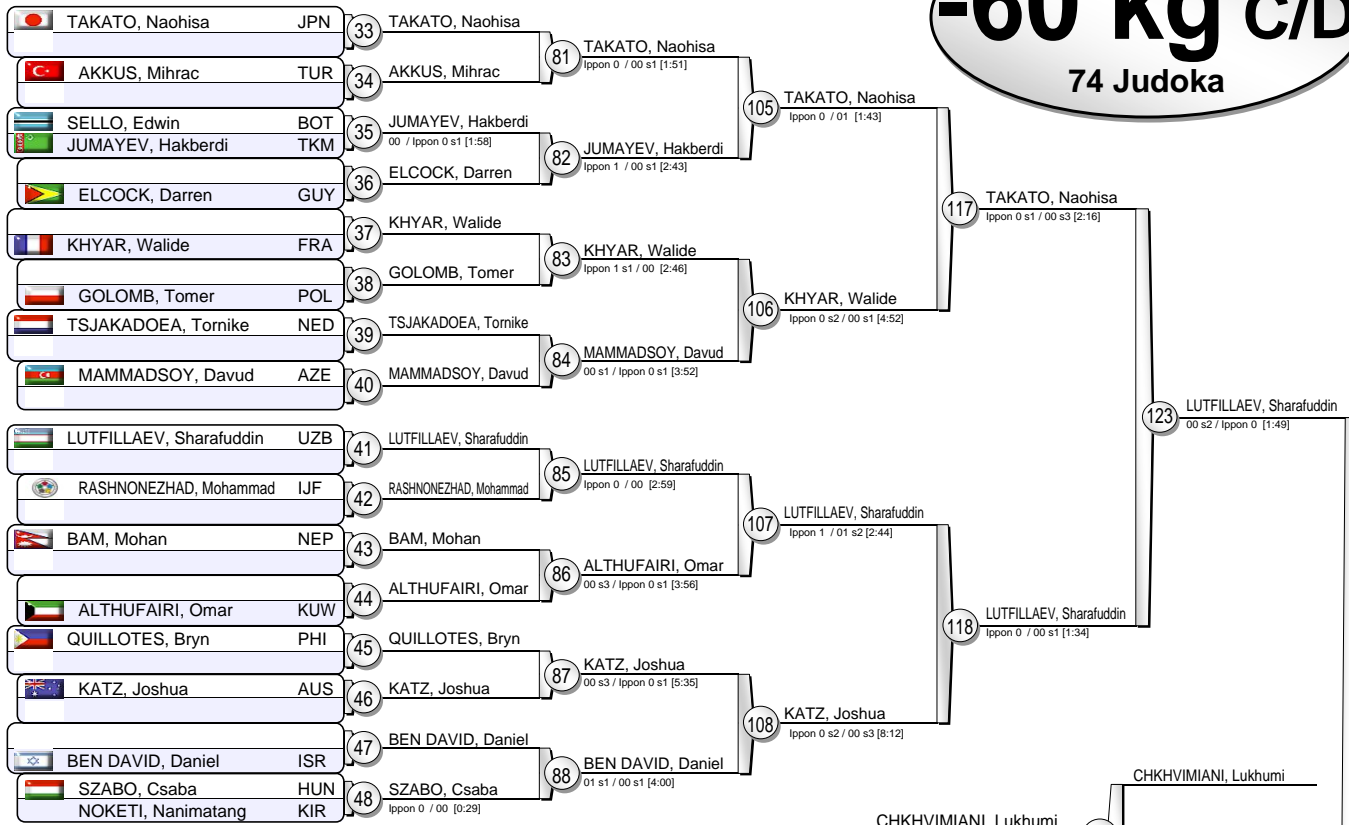 -60 kg C/D
74 Judoka
TAKATO, Naohisa JPN
AKKUS, Mihrac TUR
SELLO, Edwin BOT
JUMAYEV, Hakberdi TKM
ELCOCK, Darren GUY
KHYAR, Walide FRA
GOLOMB, Tomer POL
TSJAKADOEA, Tornike NED
MAMMADSOY, Davud AZE
LUTFILLAEV, Sharafuddin UZB
RASHNONEZHAD, Mohammad IJF
BAM, Mohan NEP
ALTHUFAIRI, Omar KUW
QUILLOTES, Bryn PHI
KATZ, Joshua AUS
BEN DAVID, Daniel ISR
SZABO, Csaba HUN
NOKETI, Nanimatang KIR
33 TAKATO, Naohisa
34 AKKUS, Mihrac
35 JUMAYEV, Hakberdi
00 / Ippon 0 s1 [1:58]
36 ELCOCK, Darren
37 KHYAR, Walide
38 GOLOMB, Tomer
39 TSJAKADOEA, Tornike
40 MAMMADSOY, Davud
41 LUTFILLAEV, Sharafuddin
42 RASHNONEZHAD, Mohammad
43 BAM, Mohan
44 ALTHUFAIRI, Omar
45 QUILLOTES, Bryn
46 KATZ, Joshua
47 BEN DAVID, Daniel
48 SZABO, Csaba
Ippon 0 / 00 [0:29]
81 TAKATO, Naohisa
Ippon 0 / 00 s1 [1:51]
82 JUMAYEV, Hakberdi
Ippon 1 / 00 s1 [2:43]
83 KHYAR, Walide
Ippon 1 s1 / 00 [2:46]
84 MAMMADSOY, Davud
00 s1 / Ippon 0 s1 [3:52]
85 LUTFILLAEV, Sharafuddin
Ippon 0 / 00 [2:59]
86 ALTHUFAIRI, Omar
00 s3 / Ippon 0 s1 [3:56]
87 KATZ, Joshua
00 s3 / Ippon 0 s1 [5:35]
88 BEN DAVID, Daniel
01 s1 / 00 s1 [4:00]
105 TAKATO, Naohisa
Ippon 0 / 01 [1:43]
106 KHYAR, Walide
Ippon 0 s2 / 00 s1 [4:52]
107 LUTFILLAEV, Sharafuddin
Ippon 1 / 01 s2 [2:44]
108 KATZ, Joshua
Ippon 0 s2 / 00 s3 [8:12]
117 TAKATO, Naohisa
Ippon 0 s1 / 00 s3 [2:16]
118 LUTFILLAEV, Sharafuddin
Ippon 0 / 00 s1 [1:34]
123 LUTFILLAEV, Sharafuddin
00 s2 / Ippon 0 [1:49]
CHKHVIMIANI, Lukhumi
CHKHVIMIANI, Lukhumi